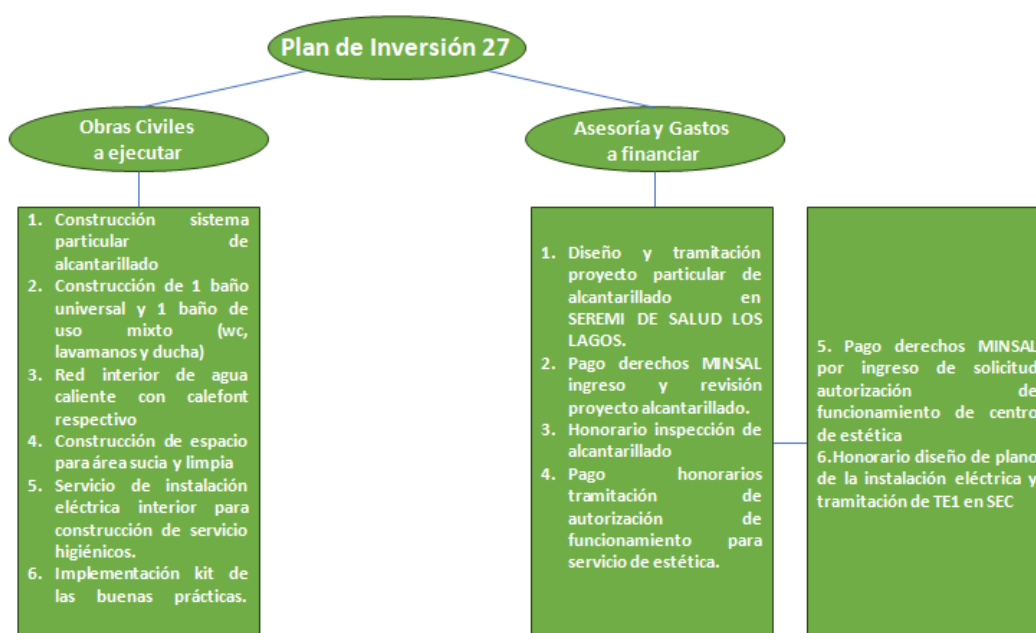 Plan de Inversión 27
Obras Civiles
a ejecutar
Asesoría y Gastos
a financiar
1. Construcción sistema
particular de
alcantarillado
2. Construcción de 1 baño
universal y 1 baño de
uso mixto (wc,
lavamanos y ducha)
3. Red interior de agua
caliente con calefont
respectivo
4. Construcción de espacio
para área sucia y limpia
5. Servicio de instalación
eléctrica interior para
construcción de servicio
higiénicos.
6. Implementación kit de
las buenas prácticas.
1. Diseño y tramitación
proyecto particular de
alcantarillado en
SEREMI DE SALUD LOS
LAGOS.
2. Pago derechos MINSAL
ingreso y revisión
proyecto alcantarillado.
3. Honorario inspección de
alcantarillado
4. Pago honorarios
tramitación de
autorización de
funcionamiento para
servicio de estética.
5. Pago derechos MINSAL
por ingreso de solicitud
autorización de
funcionamiento de centro
de estética
6.Honorario diseño de plano
de la instalación eléctrica y
tramitación de TE1 en SEC